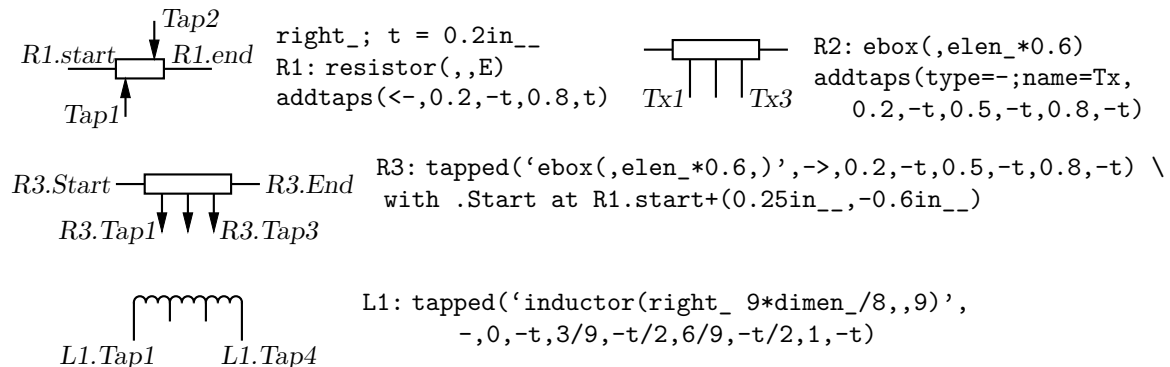 Tap2
R1.start R1.end
Tap1
right_; t = 0.2in__
R1: resistor(,,E)
addtaps(<-,0.2,-t,0.8,t)
Tx1 Tx3
R2: ebox(,elen_*0.6)
addtaps(type=-;name=Tx,
0.2,-t,0.5,-t,0.8,-t)
R3.Start R3.End
R3.Tap1 R3.Tap3
R3: tapped(‘ebox(,elen_*0.6,)’,->,0.2,-t,0.5,-t,0.8,-t) \
with .Start at R1.start+(0.25in__,-0.6in__)
L1.Tap1 L1.Tap4
L1: tapped(‘inductor(right_ 9*dimen_/8,,9)’,
-,0,-t,3/9,-t/2,6/9,-t/2,1,-t)